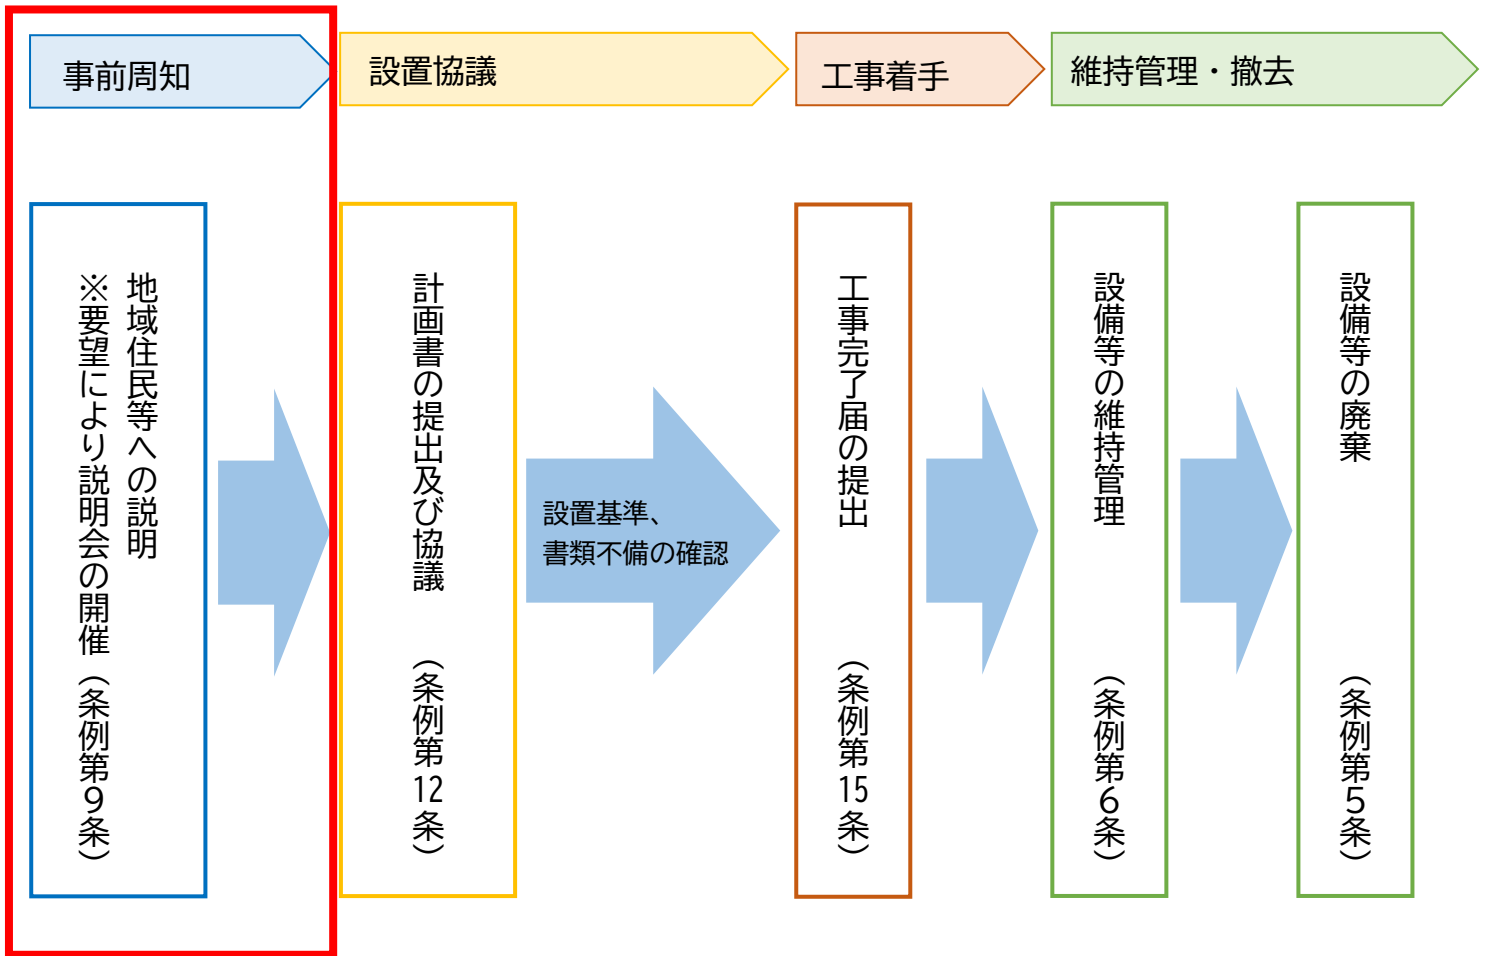 事前周知
設置協議
工事着手
維持管理・撤去
地域住民等への説明
※要望により説明会の開催（条例第９条）
計画書の提出及び協議　（条例第12条）
設置基準、
書類不備の確認
工事完了届の提出　（条例第15条）
設備等の維持管理　（条例第６条）
設備等の廃棄　（条例第５条）